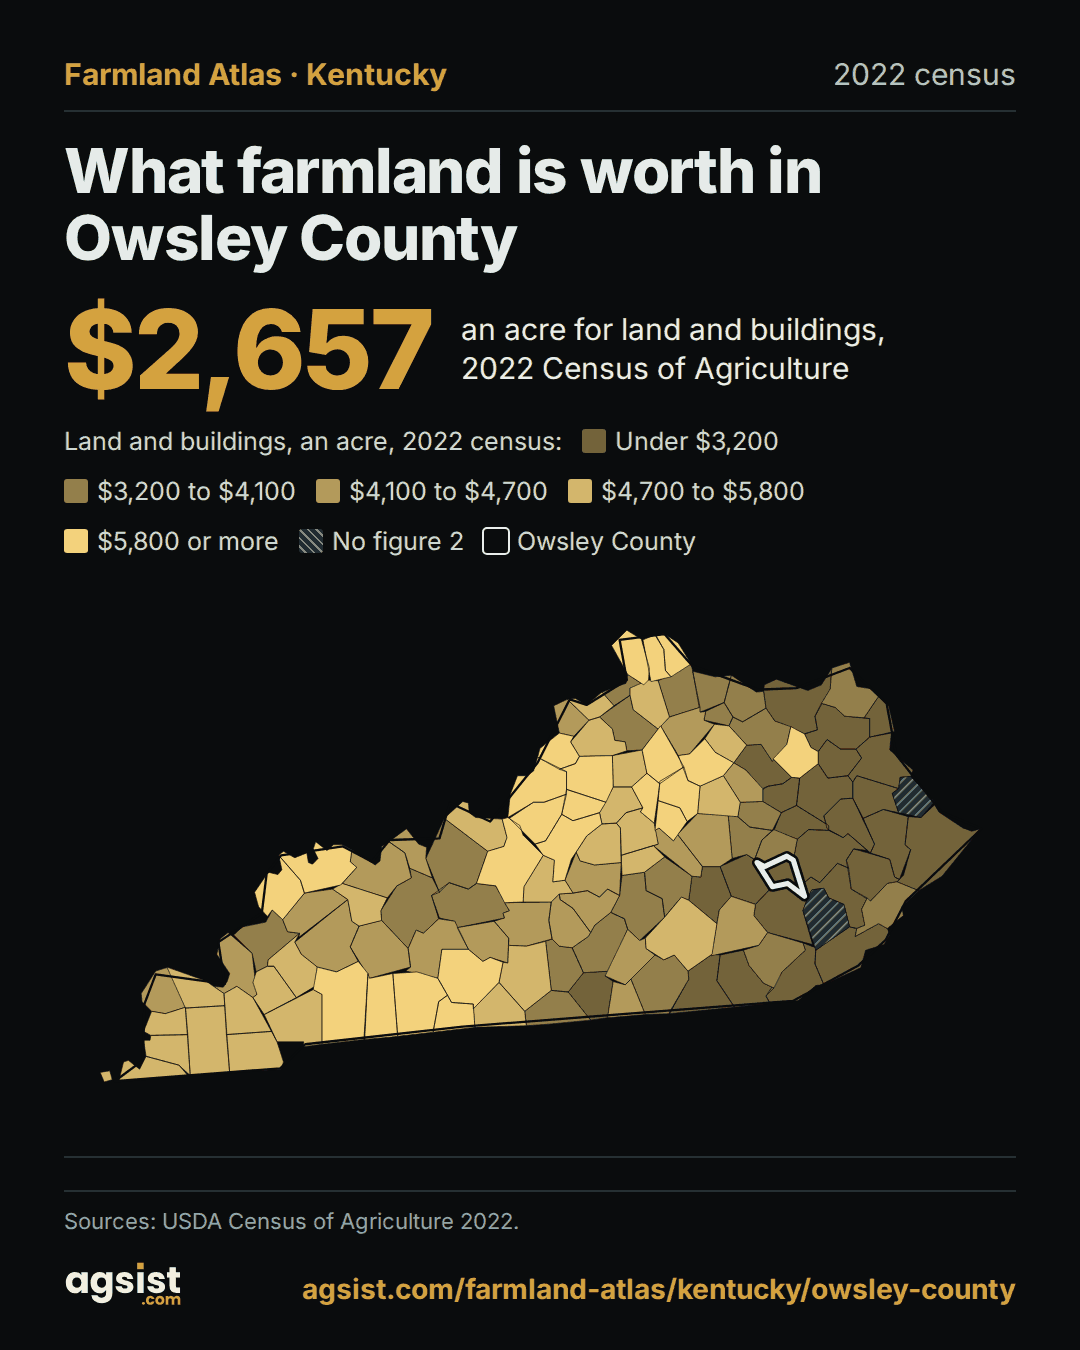 Farmland Atlas · Kentucky
2022 census
What farmland is worth in
Owsley County
$2,657
an acre for land and buildings,
2022 Census of Agriculture
Land and buildings, an acre, 2022 census: Under $3,200
$3,200 to $4,100 $4,100 to $4,700 $4,700 to $5,800
$5,800 or more No figure 2 Owsley County
Sources: USDA Census of Agriculture 2022.
agsist
.com
agsist.com/farmland-atlas/kentucky/owsley-county